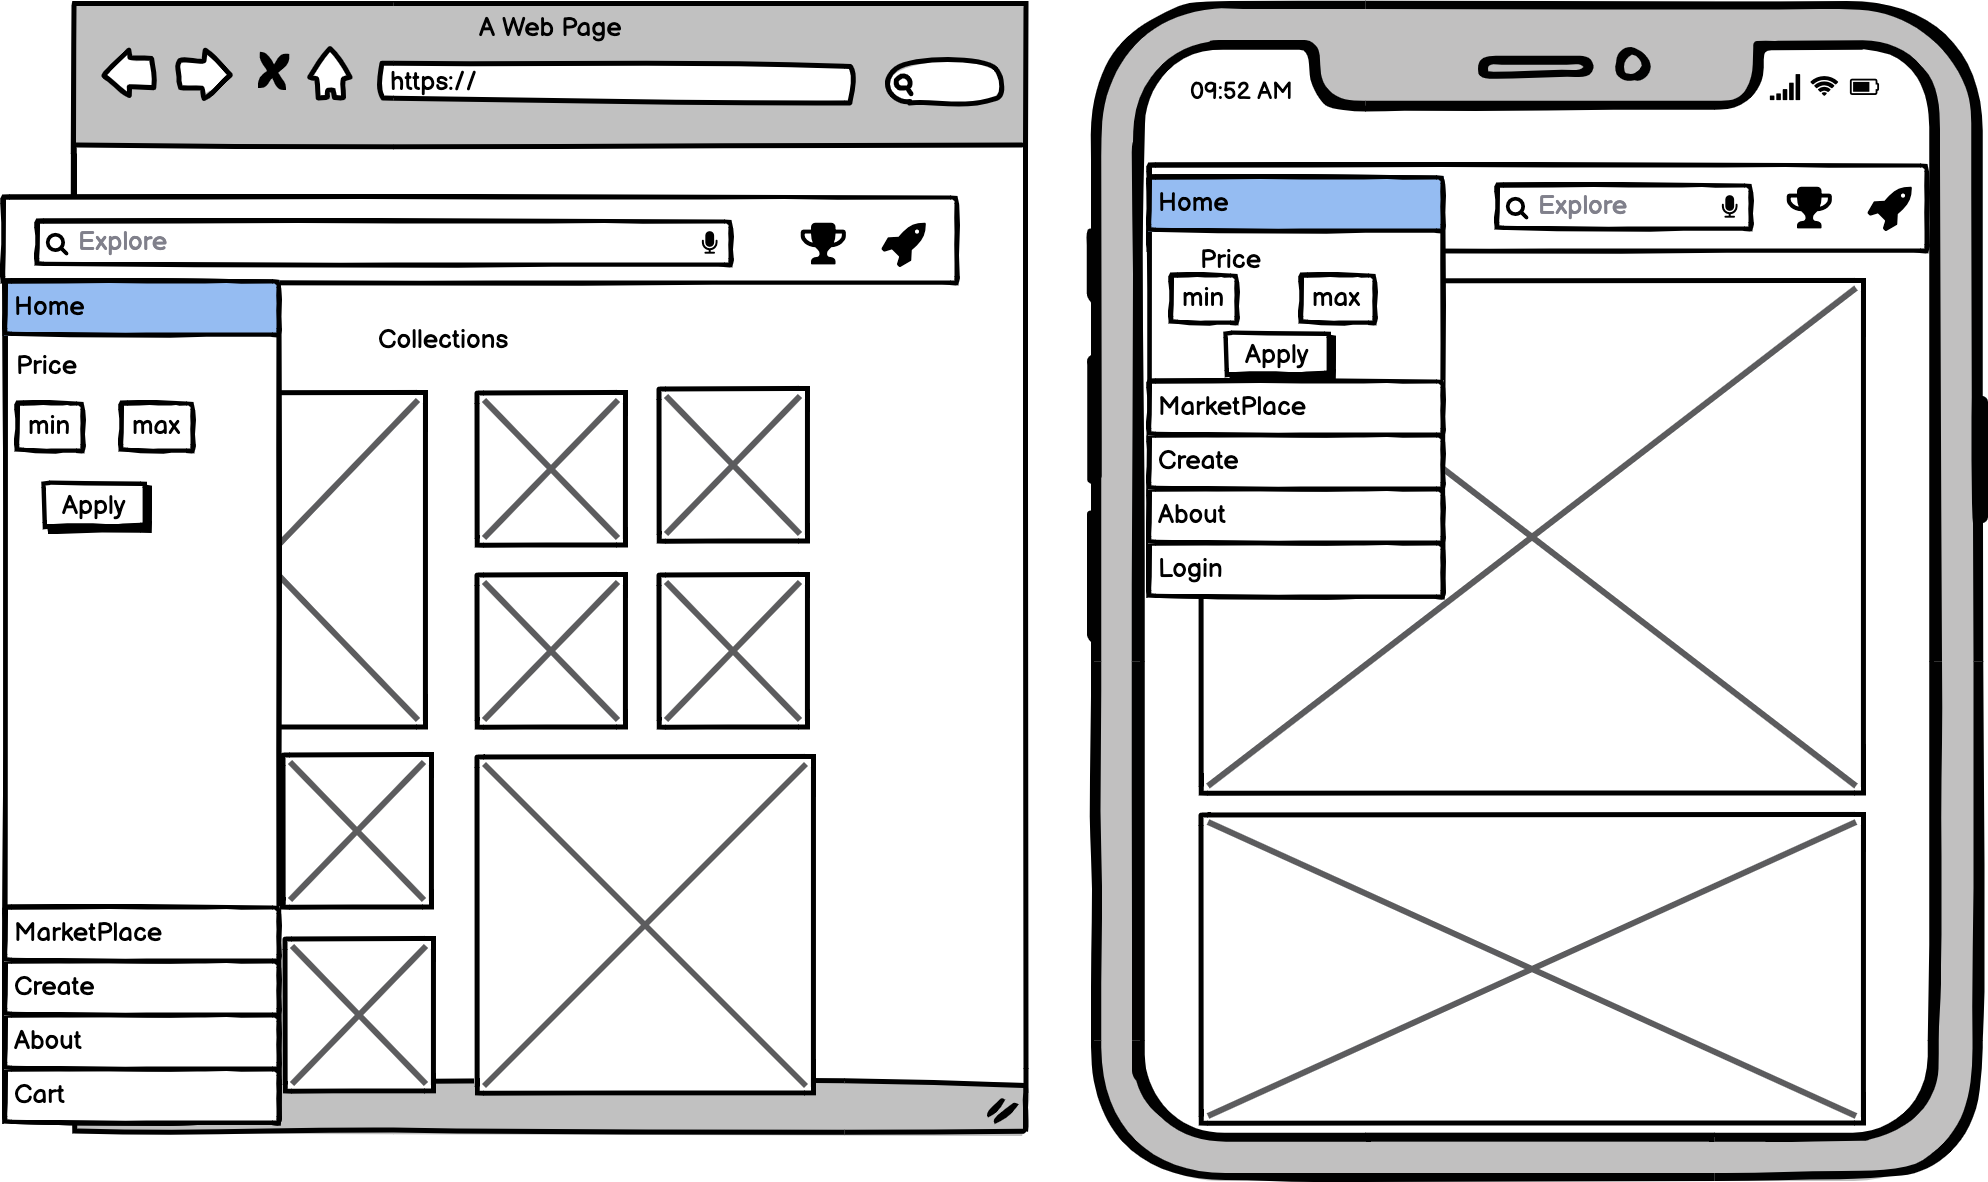 A Web Page
https://
Explore
Home
Collections
Price
min max
Apply
MarketPlace
Create
About
Cart
09:52 AM
Home
Explore
Price
min max
Apply
MarketPlace
Create
About
Login